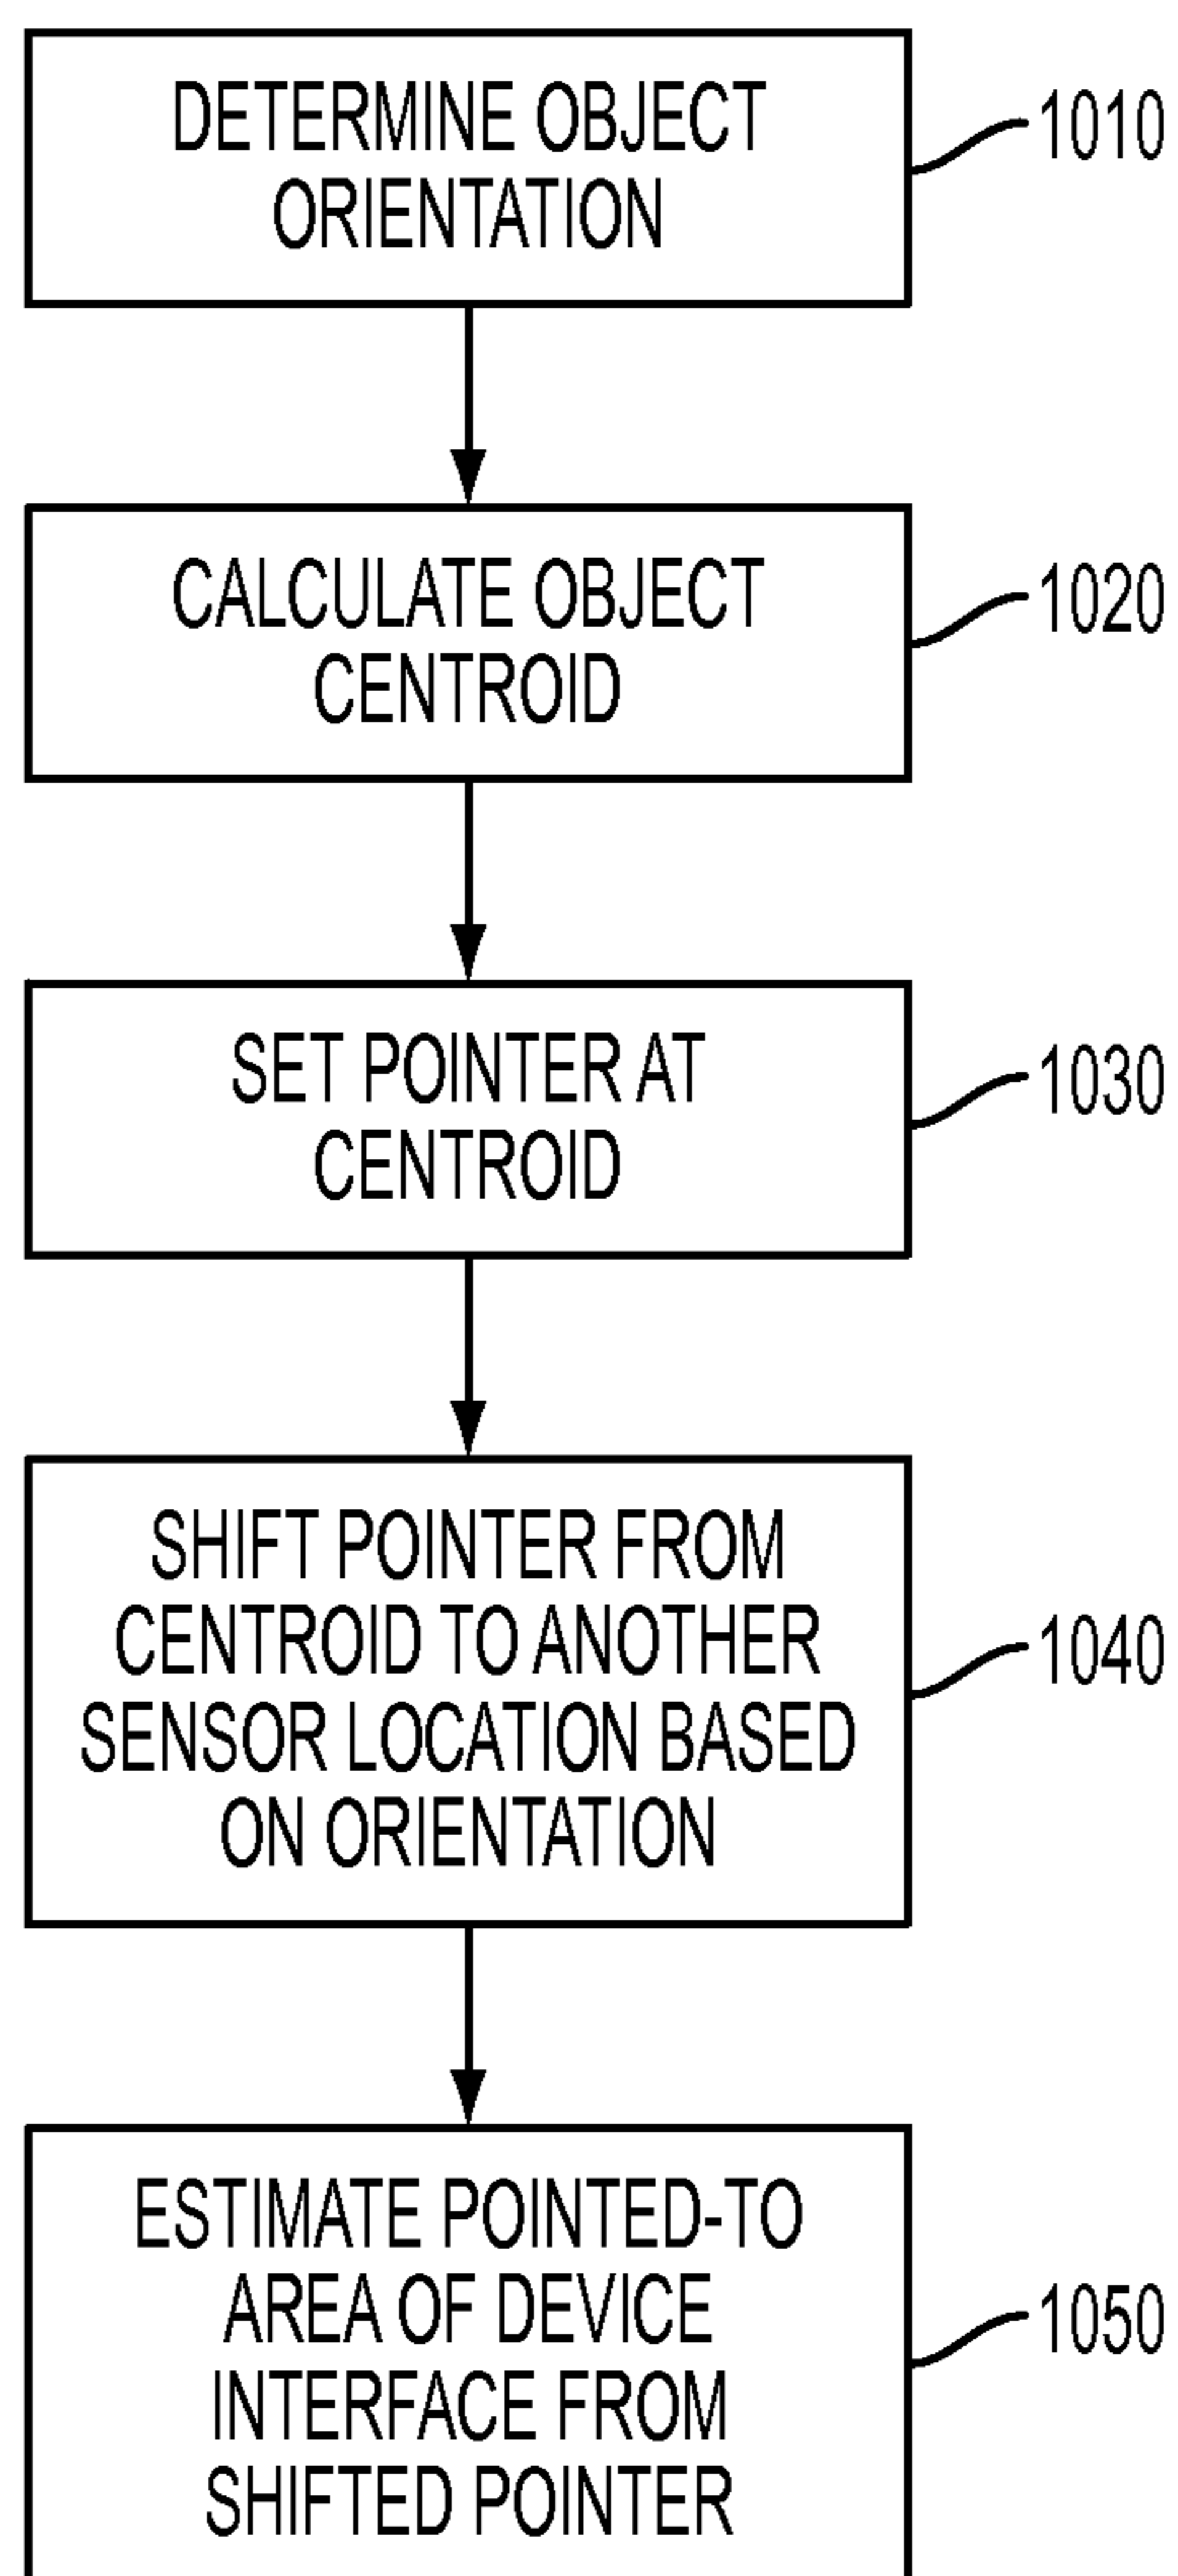 DETERMINE OBJECT
ORIENTATION
1010
CALCULATE OBJECT
CENTROID
1020
SET POINTER AT
CENTROID
1030
SHIFT POINTER FROM
CENTROID TO ANOTHER
SENSOR LOCATION BASED
ON ORIENTATION
1040
ESTIMATE POINTED-TO
AREA OF DEVICE
INTERFACE FROM
SHIFTED POINTER
1050